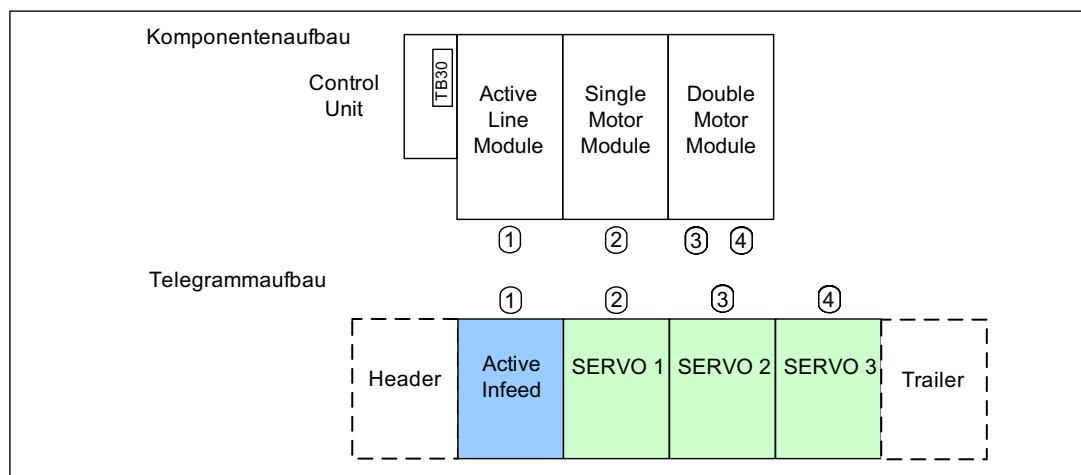 Komponentenaufbau
Control
Unit
TB30
Active
Line
Module
Single
Motor
Module
Double
Motor
Module
1 2 3 4
Telegrammaufbau
1 2 3 4
Header
Active
Infeed
SERVO 1
SERVO 2
SERVO 3
Trailer